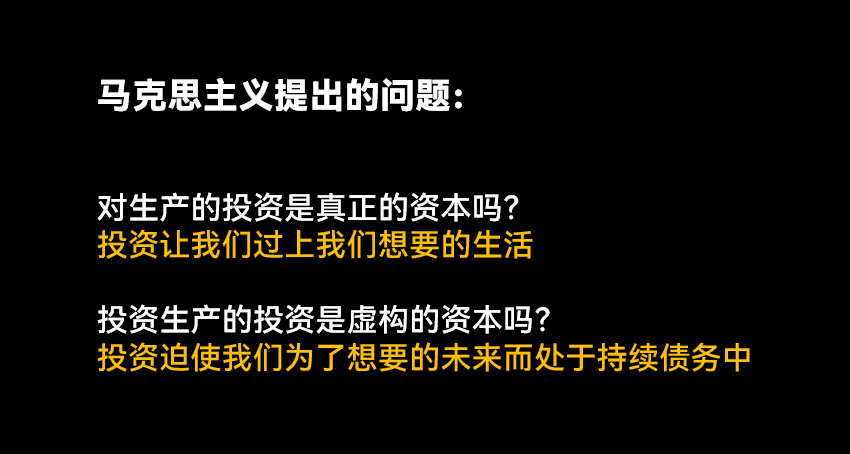 马克思主义提出的问题:
对生产的投资是真正的资本吗?
投资让我们过上我们想要的生活
投资生产的投资是虚构的资本吗?
投资迫使我们为了想要的未来而处于持续债务中